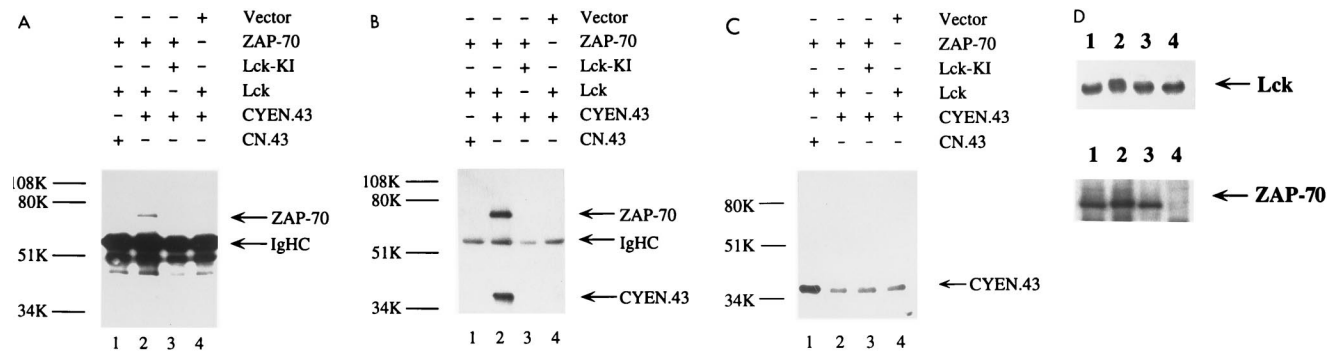 A
- - - + Vector
+ + + - ZAP-70
- - + - Lck-KI
+ + - + Lck
- + + + CYEN.43
+ - - - CN.43
108K
80K
51K
34K
ZAP-70
IgHC
1 2 3 4
B
- - - + Vector
+ + + - ZAP-70
- - + - Lck-KI
+ + - + Lck
- + + + CYEN.43
+ - - - CN.43
108K
80K
51K
34K
ZAP-70
IgHC
CYEN.43
1 2 3 4
C
- - - + Vector
+ + + - ZAP-70
- - + - Lck-KI
+ + - + Lck
- + + + CYEN.43
+ - - - CN.43
80K
51K
34K
CYEN.43
1 2 3 4
D
1 2 3 4
Lck
1 2 3 4
ZAP-70